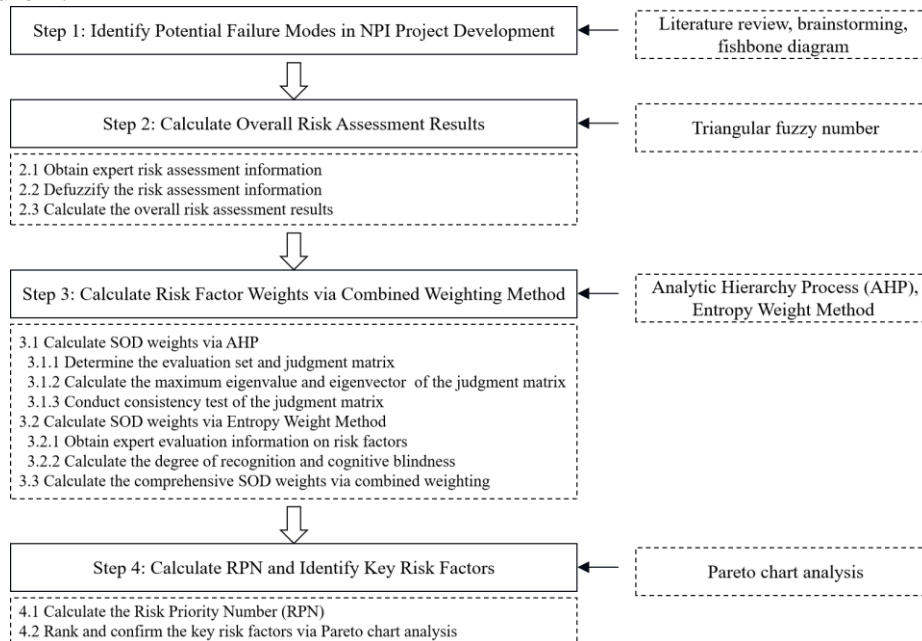 Step 1: Identify Potential Failure Modes in NPI Project Development
Literature review, brainstorming,
fishbone diagram
Step 2: Calculate Overall Risk Assessment Results
Triangular fuzzy number
2.1 Obtain expert risk assessment information
2.2 Defuzzify the risk assessment information
2.3 Calculate the overall risk assessment results
Step 3: Calculate Risk Factor Weights via Combined Weighting Method
Analytic Hierarchy Process (AHP),
Entropy Weight Method
3.1 Calculate SOD weights via AHP
3.1.1 Determine the evaluation set and judgment matrix
3.1.2 Calculate the maximum eigenvalue and eigenvector of the judgment matrix
3.1.3 Conduct consistency test of the judgment matrix
3.2 Calculate SOD weights via Entropy Weight Method
3.2.1 Obtain expert evaluation information on risk factors
3.2.2 Calculate the degree of recognition and cognitive blindness
3.3 Calculate the comprehensive SOD weights via combined weighting
Step 4: Calculate RPN and Identify Key Risk Factors
Pareto chart analysis
4.1 Calculate the Risk Priority Number (RPN)
4.2 Rank and confirm the key risk factors via Pareto chart analysis